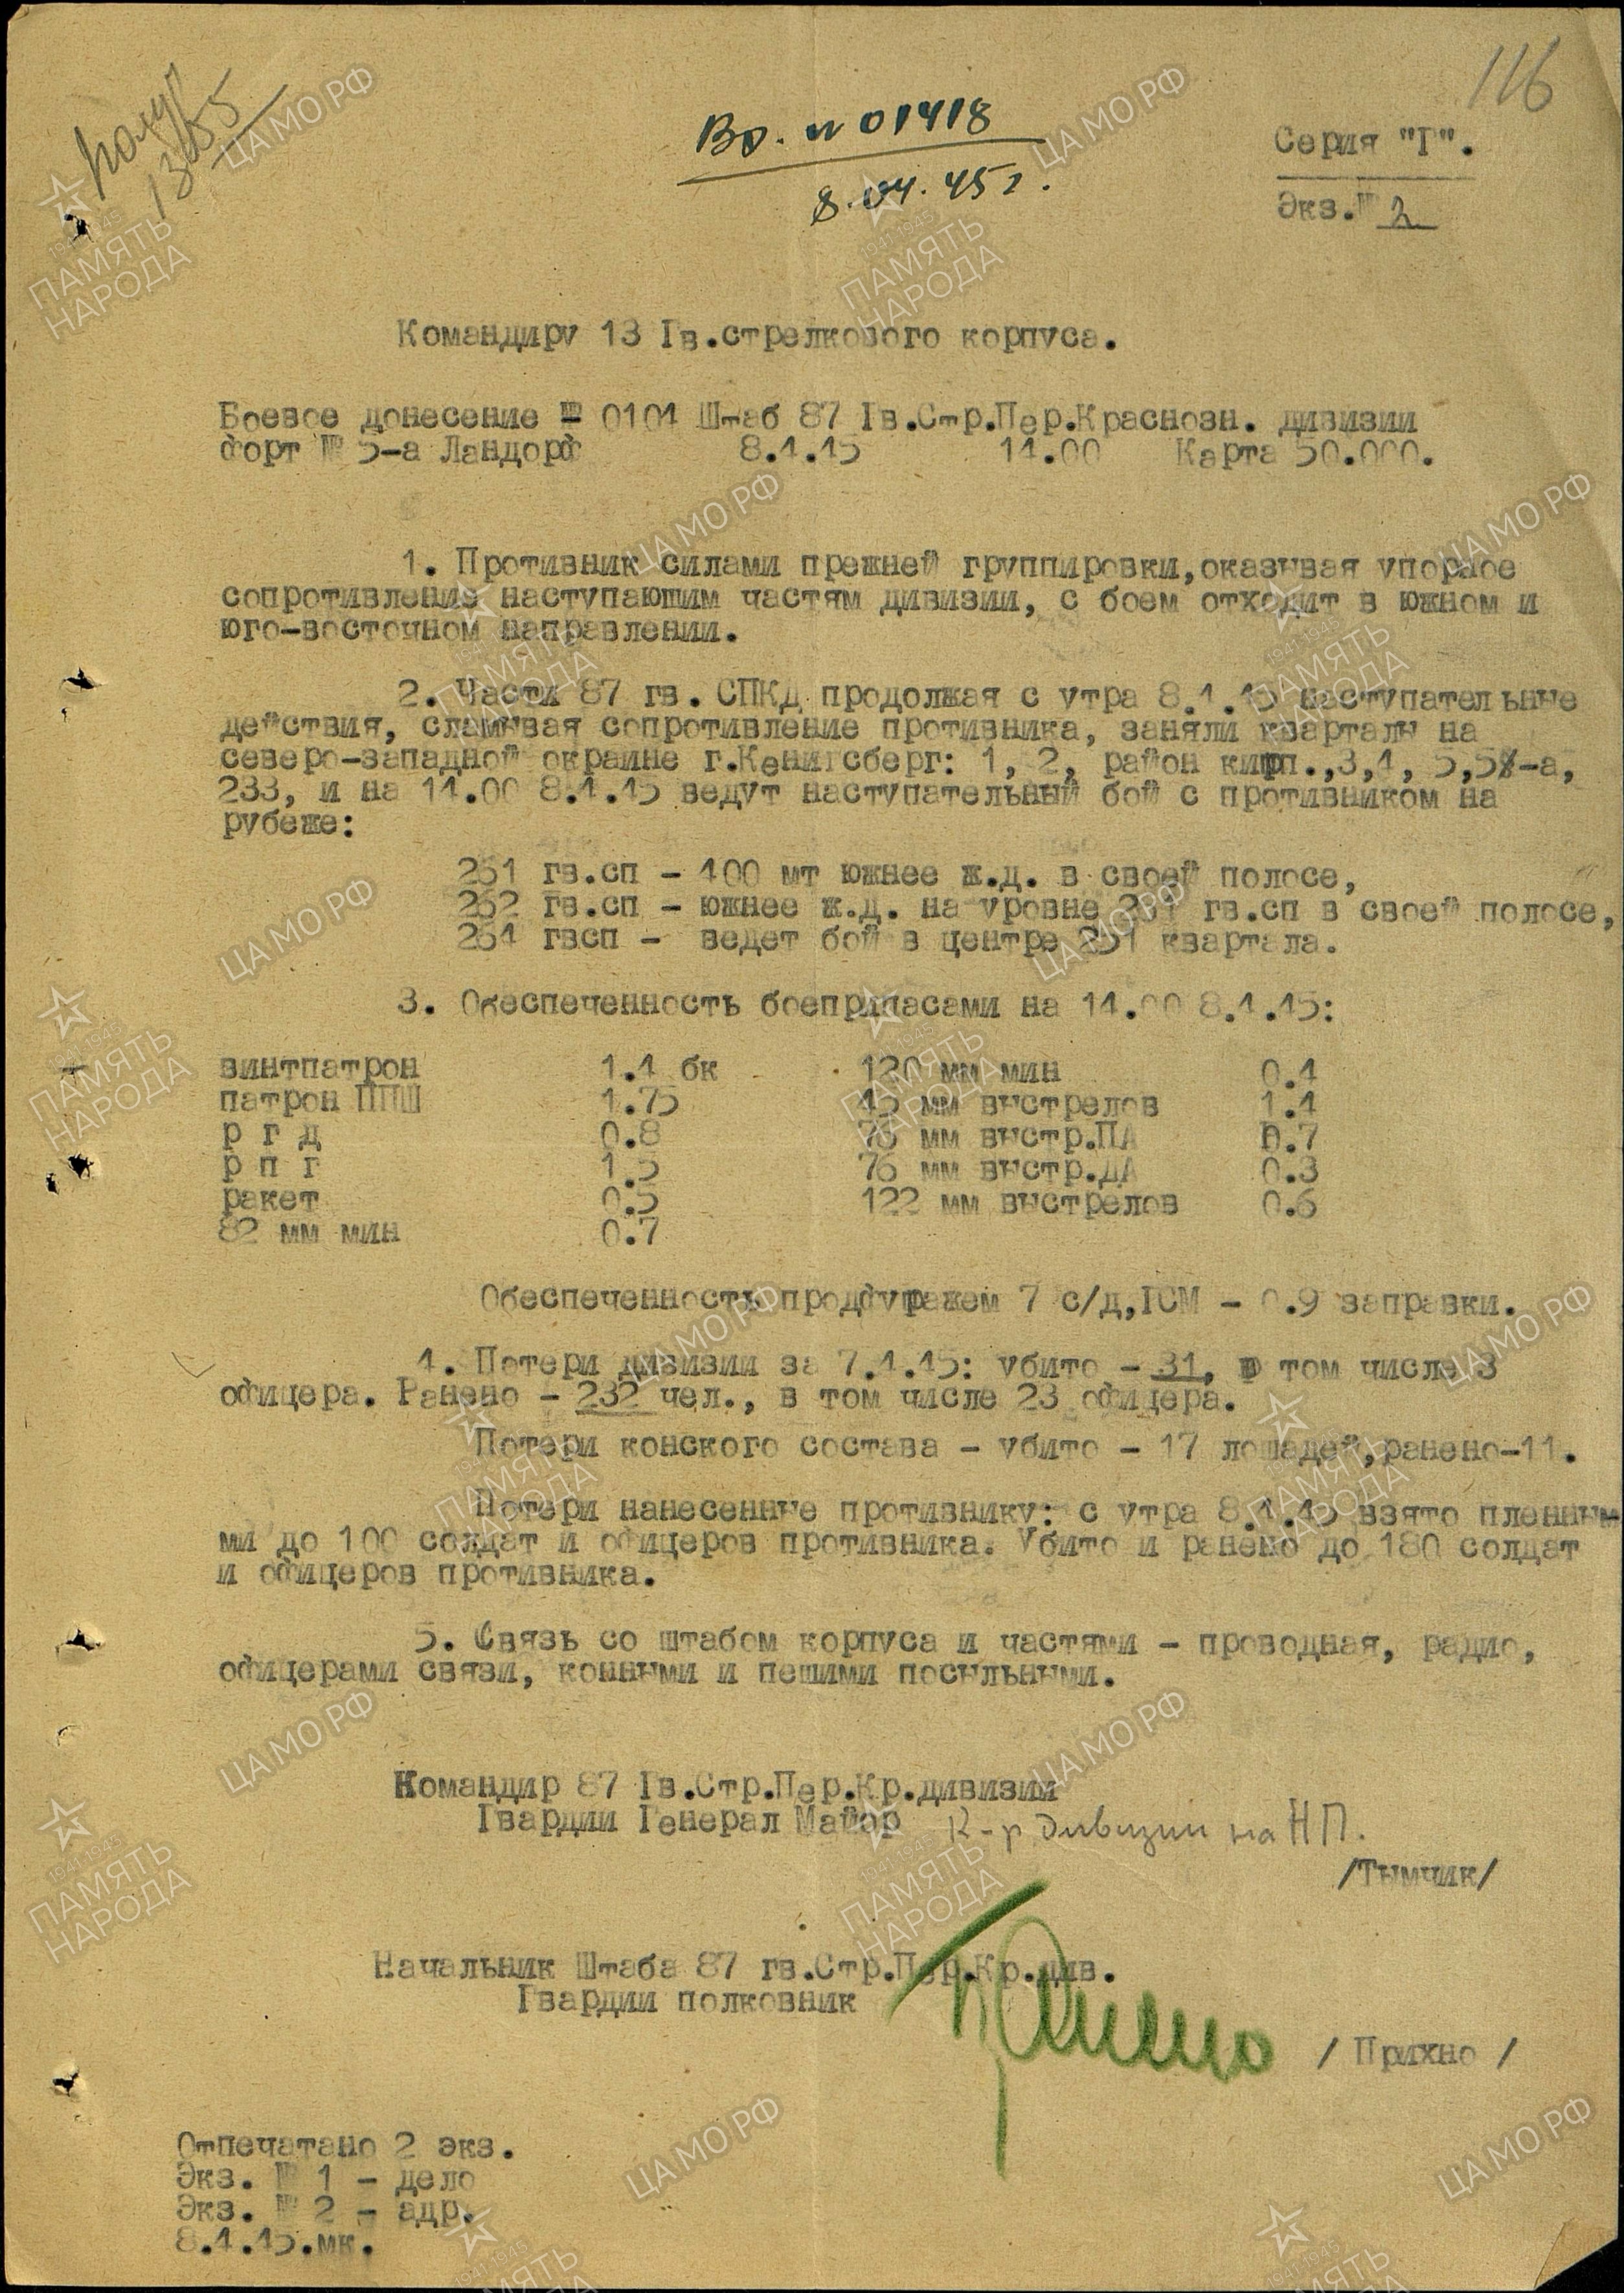 116
Получ
1355
Вх. № 01418
8.04.45г.
Серия "Г".
Экз.№ 2
Командиру 13 Гв.стрелкового корпуса.
Боевое донесение № 0104 Штаб 87 Гв.Стр.Пер.Краснозн. дивизии
форт № 5-а Ландорф 8.4.45 14.00 Карта 50.000.
1. Противник силами прежней группировки,оказывая упорное
сопротивление наступающим частям дивизии, с боем отходит в южном и
юго-восточном направлении.
2. Части 87 гв. СПКД продолжая с утра 8.4.45 наступательные
действия, сламывая сопротивление противника, заняли кварталы на
северо-западной окраине г.Кенигсберг: 1, 2, район кирп.,3,4, 5,58-а,
233, и на 14.00 8.4.45 ведут наступательный бой с противником на
рубеже:
261 гв.сп - 400 мт южнее ж.д. в своей полосе,
262 гв.сп - южнее ж.д. на уровне 261 гв.сп в своей полосе,
264 гвсп - ведет бой в центре 251 квартала.
3. Обеспеченность боеприпасами на 14.00 8.4.45:
винтпатрон 1.4 бк 120 мм мин 0.4
патрон ППШ 1.75 45 мм выстрелов 1.4
р г д 0.8 76 мм выстр.ПА 0.7
р п г 1.5 76 мм выстр.ДА 0.3
ракет 0.5 122 мм выстрелов 0.6
82 мм мин 0.7
Обеспеченность продфуражем 7 с/д,ГСМ - 0.9 заправки.
4. Потери дивизии за 7.4.45: убито - 31, в том числе 3
офицера. Ранено - 232 чел., в том числе 23 офицера.
Потери конского состава - убито - 17 лошадей,ранено-11.
Потери нанесенные противнику: с утра 8.4.45 взято пленны-
ми до 100 солдат и офицеров противника. Убито и ранено до 180 солдат
и офицеров противника.
5. Связь со штабом корпуса и частями - проводная, радио,
офицерами связи, конными и пешими посыльными.
Командир 87 Гв.Стр.Пер.Кр.дивизии
Гвардии Генерал Майор К-р дивизии на НП.
/Тымчик/
Начальник Штаба 87 гв.Стр.Пер.Кр.див.
Гвардии полковник
/ Прихно /
Отпечатано 2 экз.
Экз. № 1 - дело
Экз. № 2 - адр.
8.4.45.мк.